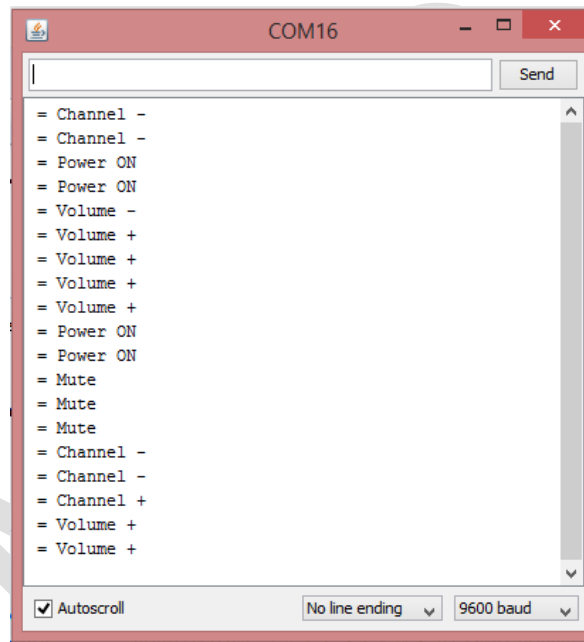 COM16
Send
= Channel -
= Channel -
= Power ON
= Power ON
= Volume -
= Volume +
= Volume +
= Volume +
= Volume +
= Power ON
= Power ON
= Mute
= Mute
= Mute
= Channel -
= Channel -
= Channel +
= Volume +
= Volume +
Autoscroll No line ending 9600 baud